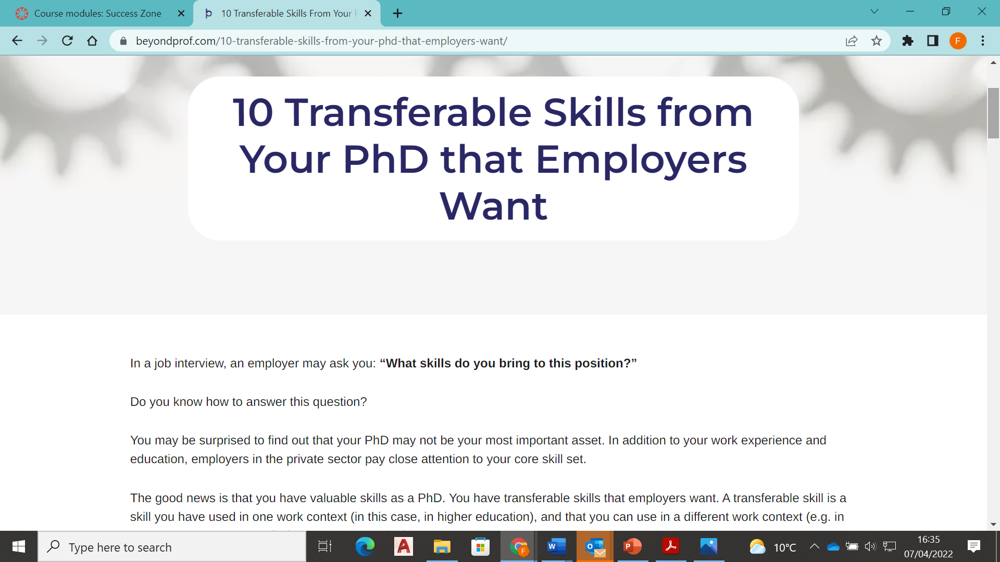 Course modules: Success Zone
10 Transferable Skills From Your P
beyondprof.com/10-transferable-skills-from-your-phd-that-employers-want/
F
10 Transferable Skills from
Your PhD that Employers
Want
In a job interview, an employer may ask you: “What skills do you bring to this position?”
Do you know how to answer this question?
You may be surprised to find out that your PhD may not be your most important asset. In addition to your work experience and
education, employers in the private sector pay close attention to your core skill set.
The good news is that you have valuable skills as a PhD. You have transferable skills that employers want. A transferable skill is a
skill you have used in one work context (in this case, in higher education), and that you can use in a different work context (e.g. in
Type here to search
10°C
16:35
07/04/2022